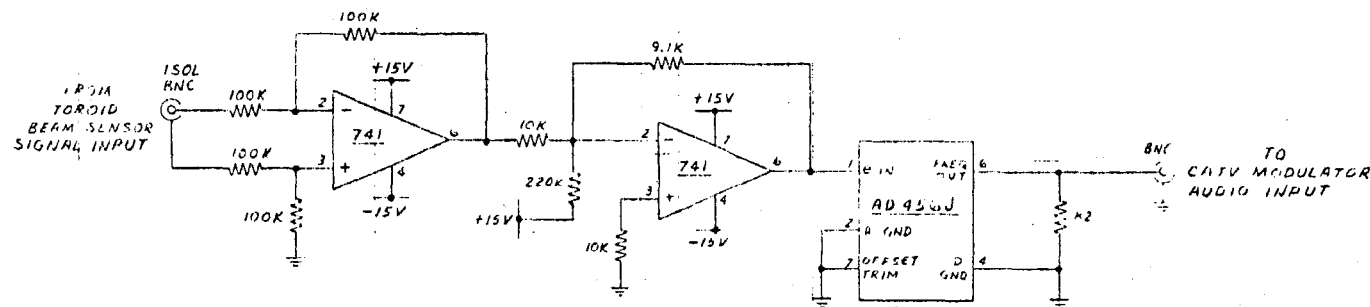 FROM
TOROID
BEAM SENSOR
SIGNAL INPUT
ISOL
BNC
100K
100K
100K
100K
2
3
-
+
741
+15V
7
6
4
-15V
10K
220K
+15V
9.1K
2
3
-
+
741
+15V
7
6
4
-15V
10K
1
e IN
FREQ
OUT
6
2
A GND
7
OFFSET
TRIM
D
GND
4
BNC
TO
CATV MODULATOR
AUDIO INPUT